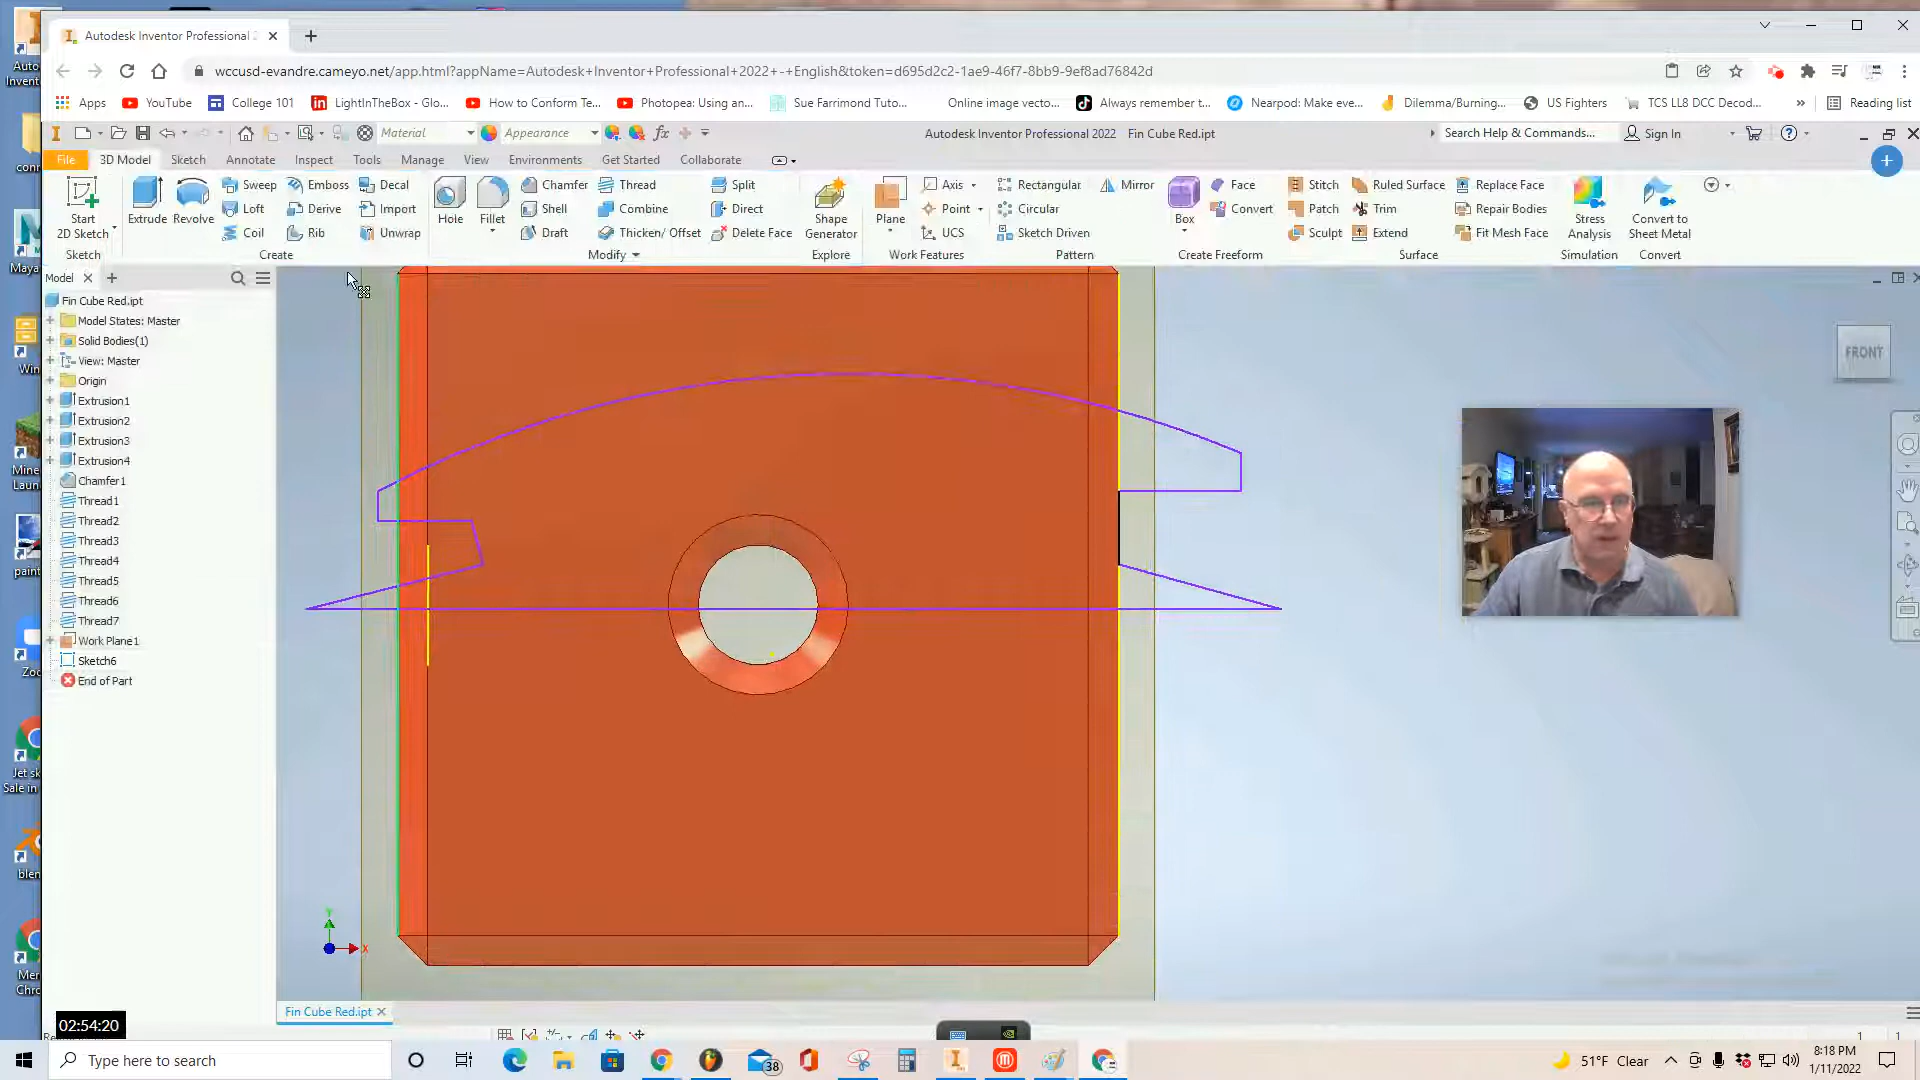 Autodesk Inventor Professional 2
wccusd-evandre.cameyo.net/app.html?appName=Autodesk+Inventor+Professional+2022+-+English&token=d695d2c2-1ae9-46f7-8bb9-9ef8ad76842d
Apps YouTube College 101 LightInTheBox - Glo... How to Conform Te... Photopea: Using an... Sue Farrimond Tuto... Online image vecto... Always remember t... Nearpod: Make eve... Dilemma/Burning... US Fighters TCS LL8 DCC Decod... » Reading list
Material Appearance fx Autodesk Inventor Professional 2022 Fin Cube Red.ipt Search Help & Commands... Sign In
File 3D Model Sketch Annotate Inspect Tools Manage View Environments Get Started Collaborate
Sweep Emboss Decal Chamfer Thread Split Axis Rectangular Mirror Face Stitch Ruled Surface Replace Face
Start 2D Sketch Extrude Revolve Loft Derive Import Hole Fillet Shell Combine Direct Shape Generator Plane Point Circular Box Convert Patch Trim Repair Bodies Stress Analysis Convert to Sheet Metal
Coil Rib Unwrap Draft Thicken/ Offset Delete Face UCS Sketch Driven Sculpt Extend Fit Mesh Face
Sketch Create Modify Explore Work Features Pattern Create Freeform Surface Simulation Convert
Model
Fin Cube Red.ipt
Model States: Master
Solid Bodies(1)
View: Master
Origin
Extrusion1
Extrusion2
Extrusion3
Extrusion4
Chamfer1
Thread1
Thread2
Thread3
Thread4
Thread5
Thread6
Thread7
Work Plane1
Sketch6
End of Part
FRONT
Y
X
Fin Cube Red.ipt
02:54:20
1 1
Type here to search
38
51°F Clear
8:18 PM
1/11/2022